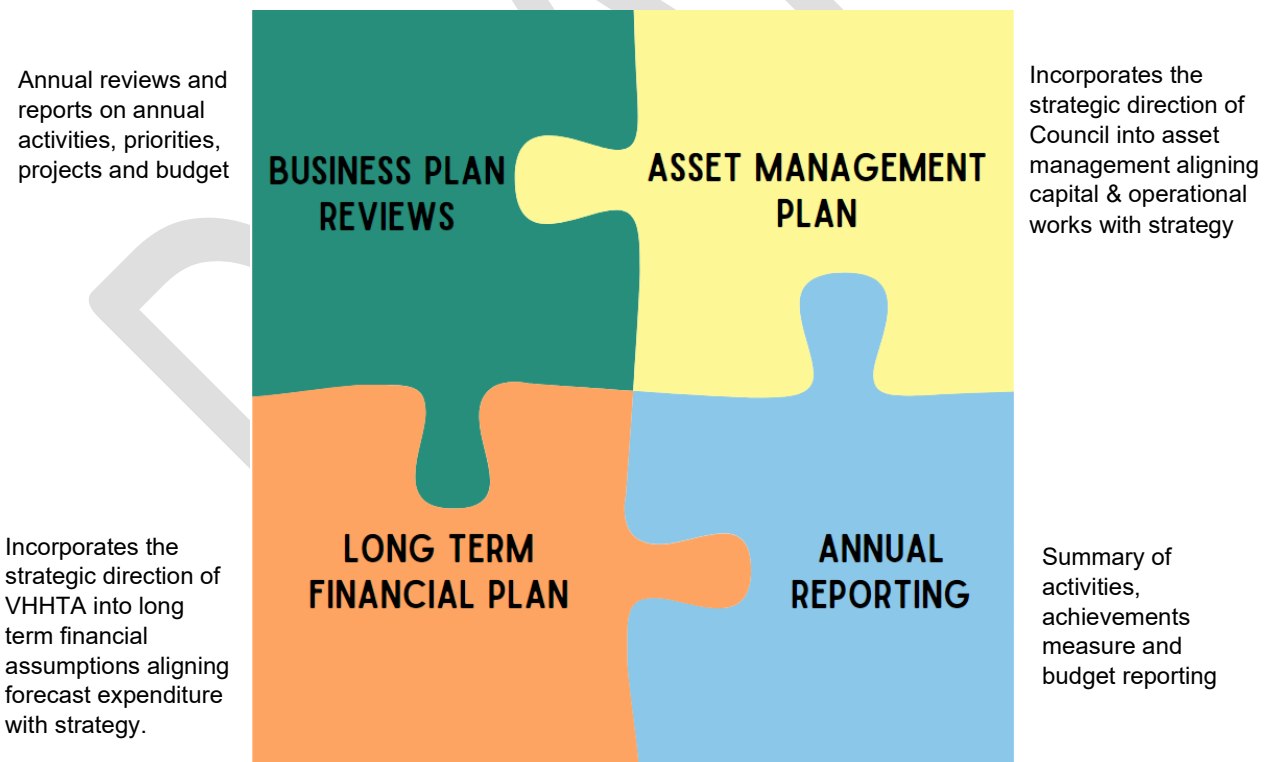 Annual reviews and
reports on annual
activities, priorities,
projects and budget
BUSINESS PLAN
REVIEWS
ASSET MANAGEMENT
PLAN
Incorporates the
strategic direction of
Council into asset
management aligning
capital & operational
works with strategy
Incorporates the
strategic direction of
VHHTA into long
term financial
assumptions aligning
forecast expenditure
with strategy.
LONG TERM
FINANCIAL PLAN
ANNUAL
REPORTING
Summary of
activities,
achievements
measure and
budget reporting